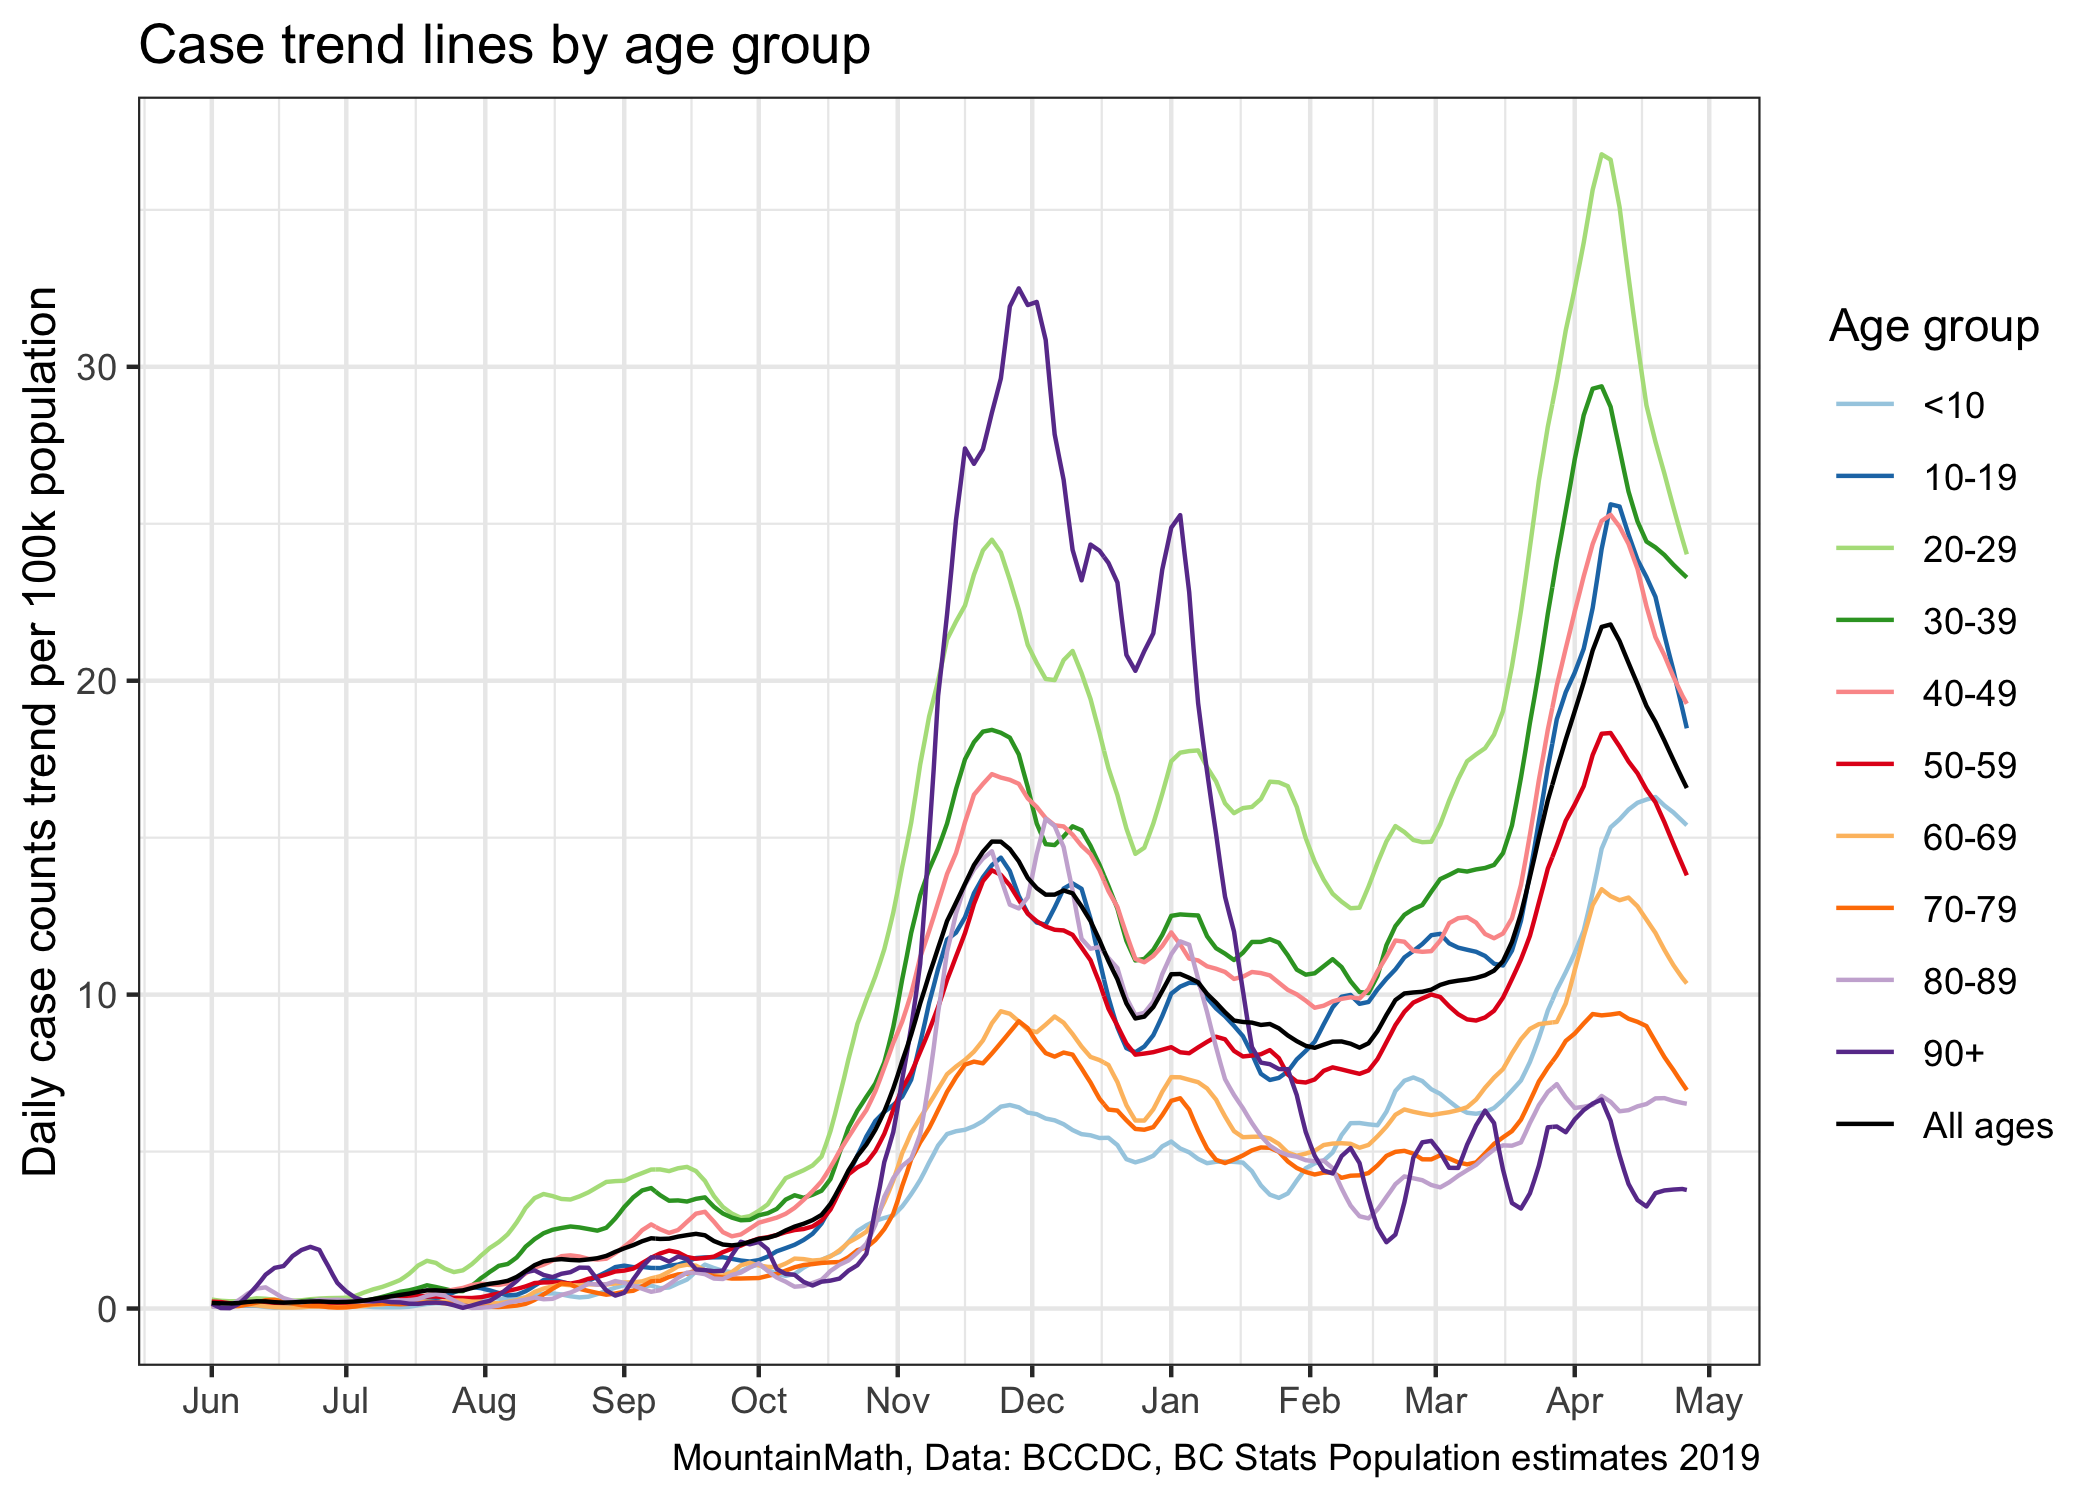 Case trend lines by age group
Daily case counts trend per 100k population
30
20
10
0
Jun Jul Aug Sep Oct Nov Dec Jan Feb Mar Apr May
Age group
<10
10-19
20-29
30-39
40-49
50-59
60-69
70-79
80-89
90+
All ages
MountainMath, Data: BCCDC, BC Stats Population estimates 2019